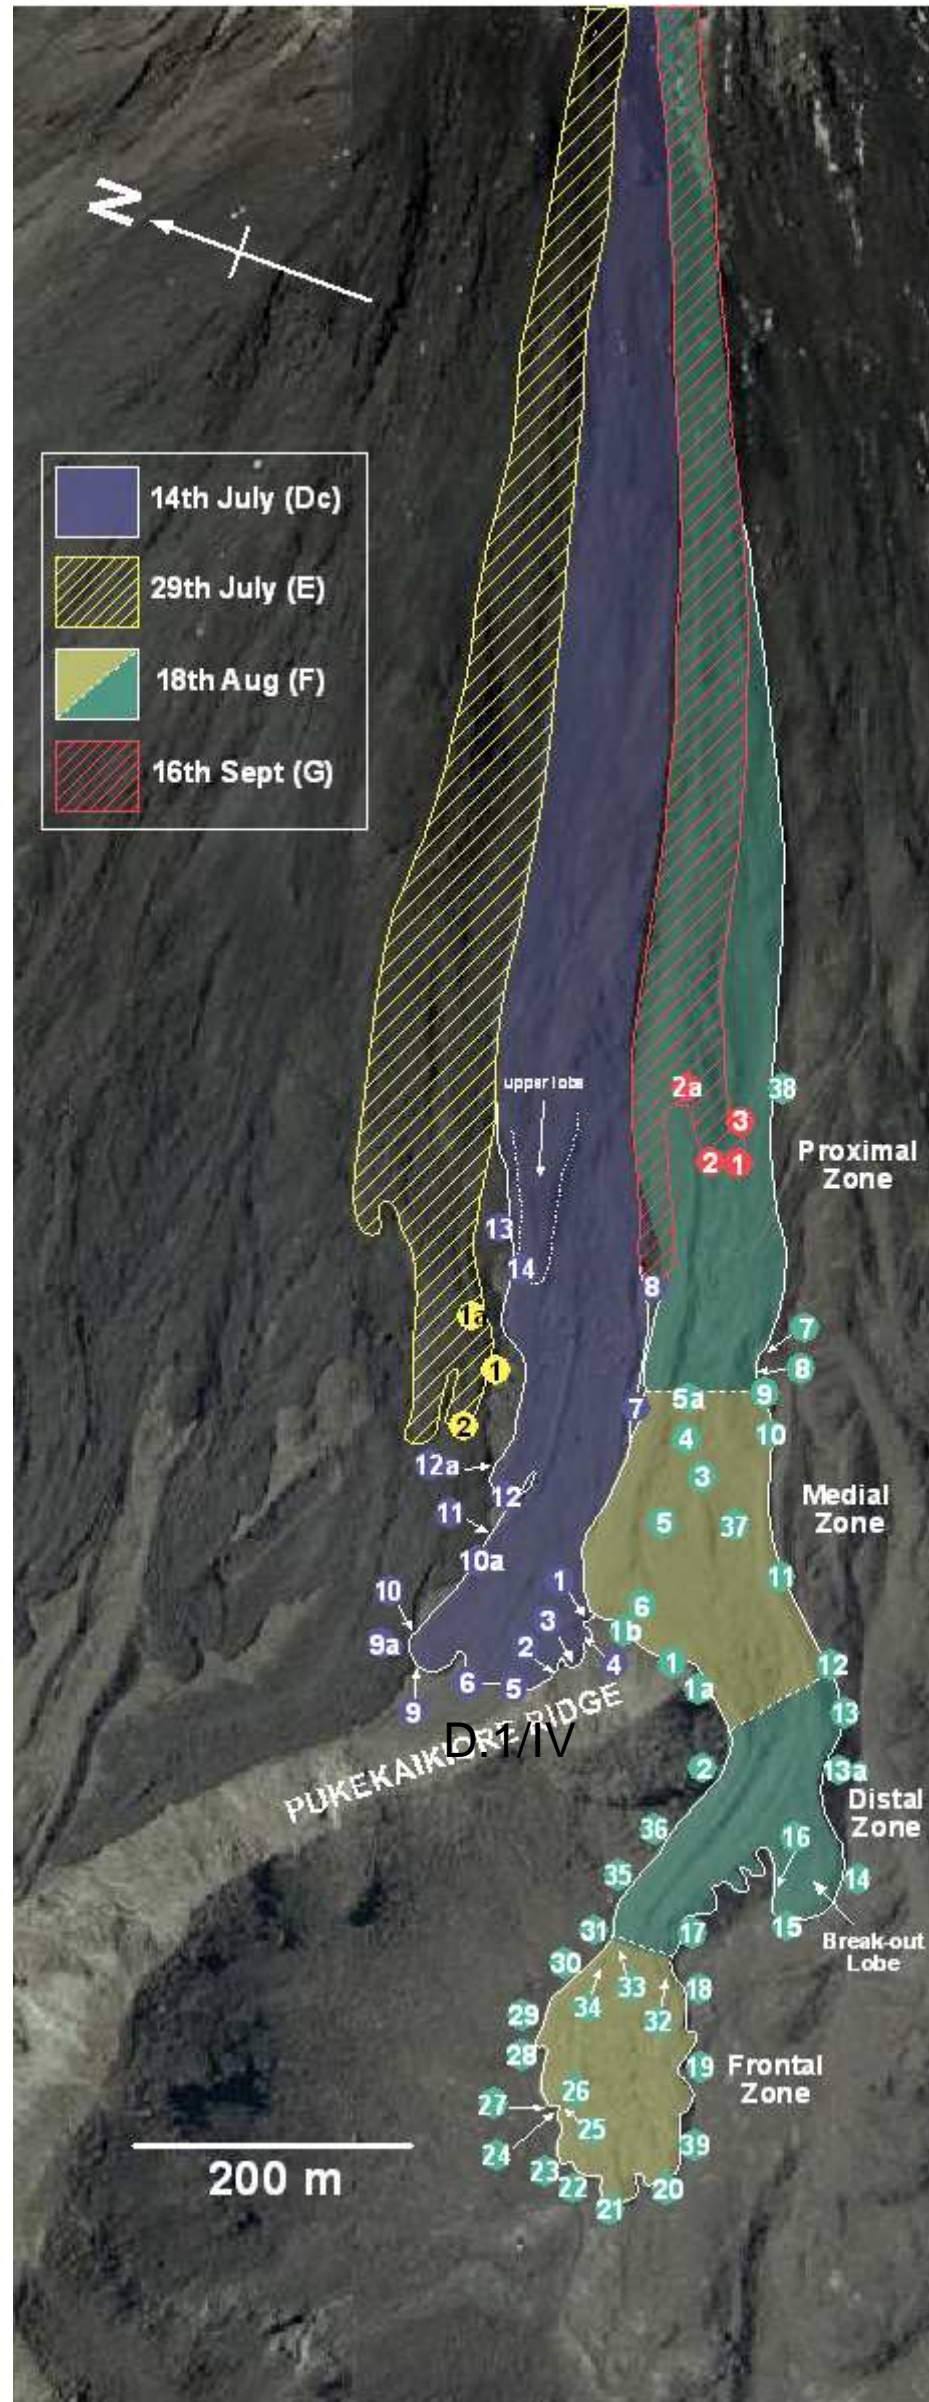 N
14th July (Dc)
29th July (E)
18th Aug (F)
16th Sept (G)
upper lobe
2a
38
3
2
1
Proximal
Zone
13
14
8
1a
7
1
8
7
5a
9
2
4
10
12a
3
12
Medial
Zone
11
5
37
10a
1
11
10
6
3
1b
9a
2
4
1
12
6
5
1a
9
13
PUKEKAIKIORE RIDGE
D.1/IV
2
13a
Distal
Zone
36
16
35
14
15
31
17
Break-out
Lobe
30
33
18
34
32
29
28
19
Frontal
Zone
26
27
25
24
39
23
22
20
21
200 m